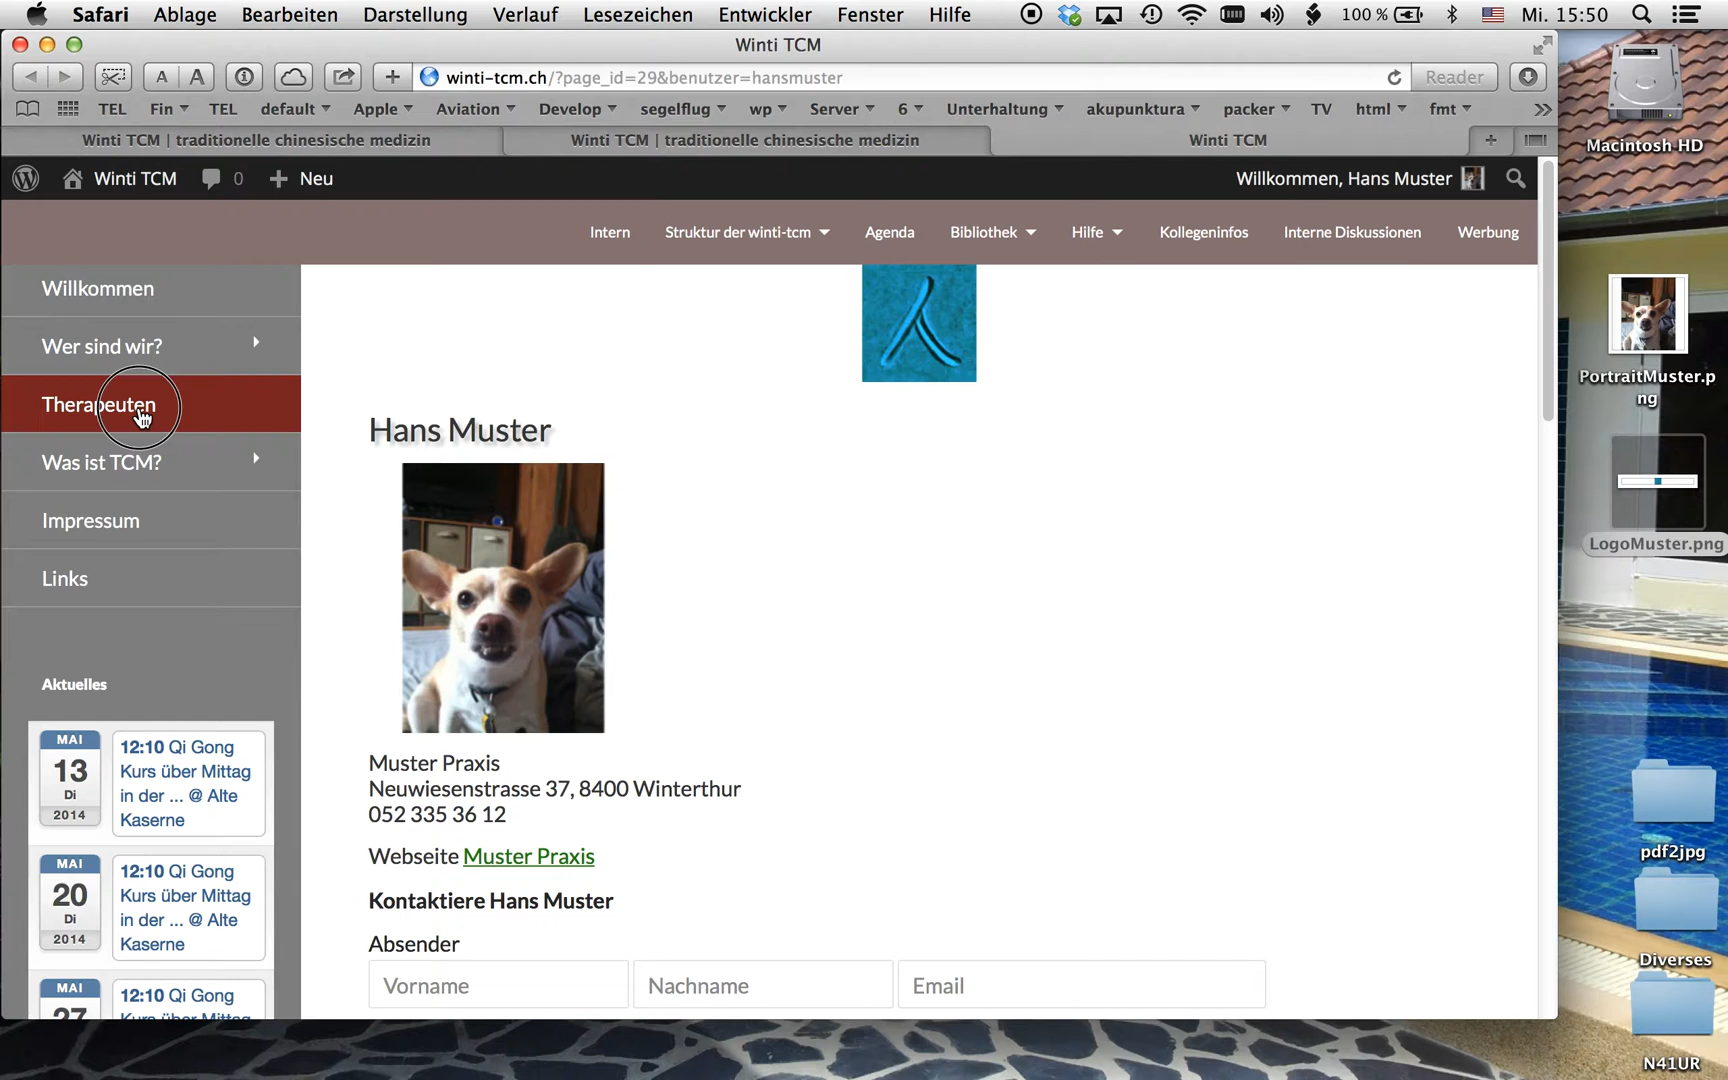 Safari Ablage Bearbeiten Darstellung Verlauf Lesezeichen Entwickler Fenster Hilfe 100 % Mi. 15:50
Winti TCM
A A winti-tcm.ch/?page_id=29&benutzer=hansmuster Reader
TEL Fin TEL default Apple Aviation Develop segelflug wp Server 6 Unterhaltung akupunktura packer TV html fmt
Winti TCM | traditionelle chinesische medizin Winti TCM | traditionelle chinesische medizin Winti TCM
Macintosh HD
Winti TCM 0 Neu Willkommen, Hans Muster
Intern Struktur der winti-tcm Agenda Bibliothek Hilfe Kollegeninfos Interne Diskussionen Werbung
Willkommen
Wer sind wir?
Therapeuten
Was ist TCM?
Impressum
Links
Aktuelles
MAI
13
Di
2014
12:10 Qi Gong
Kurs über Mittag
in der ... @ Alte
Kaserne
MAI
20
Di
2014
12:10 Qi Gong
Kurs über Mittag
in der ... @ Alte
Kaserne
MAI
27
12:10 Qi Gong
Kurs über Mittag
Hans Muster
Muster Praxis
Neuwiesenstrasse 37, 8400 Winterthur
052 335 36 12
Webseite Muster Praxis
Kontaktiere Hans Muster
Absender
Vorname Nachname Email
PortraitMuster.p
ng
LogoMuster.png
pdf2jpg
Diverses
N41UR